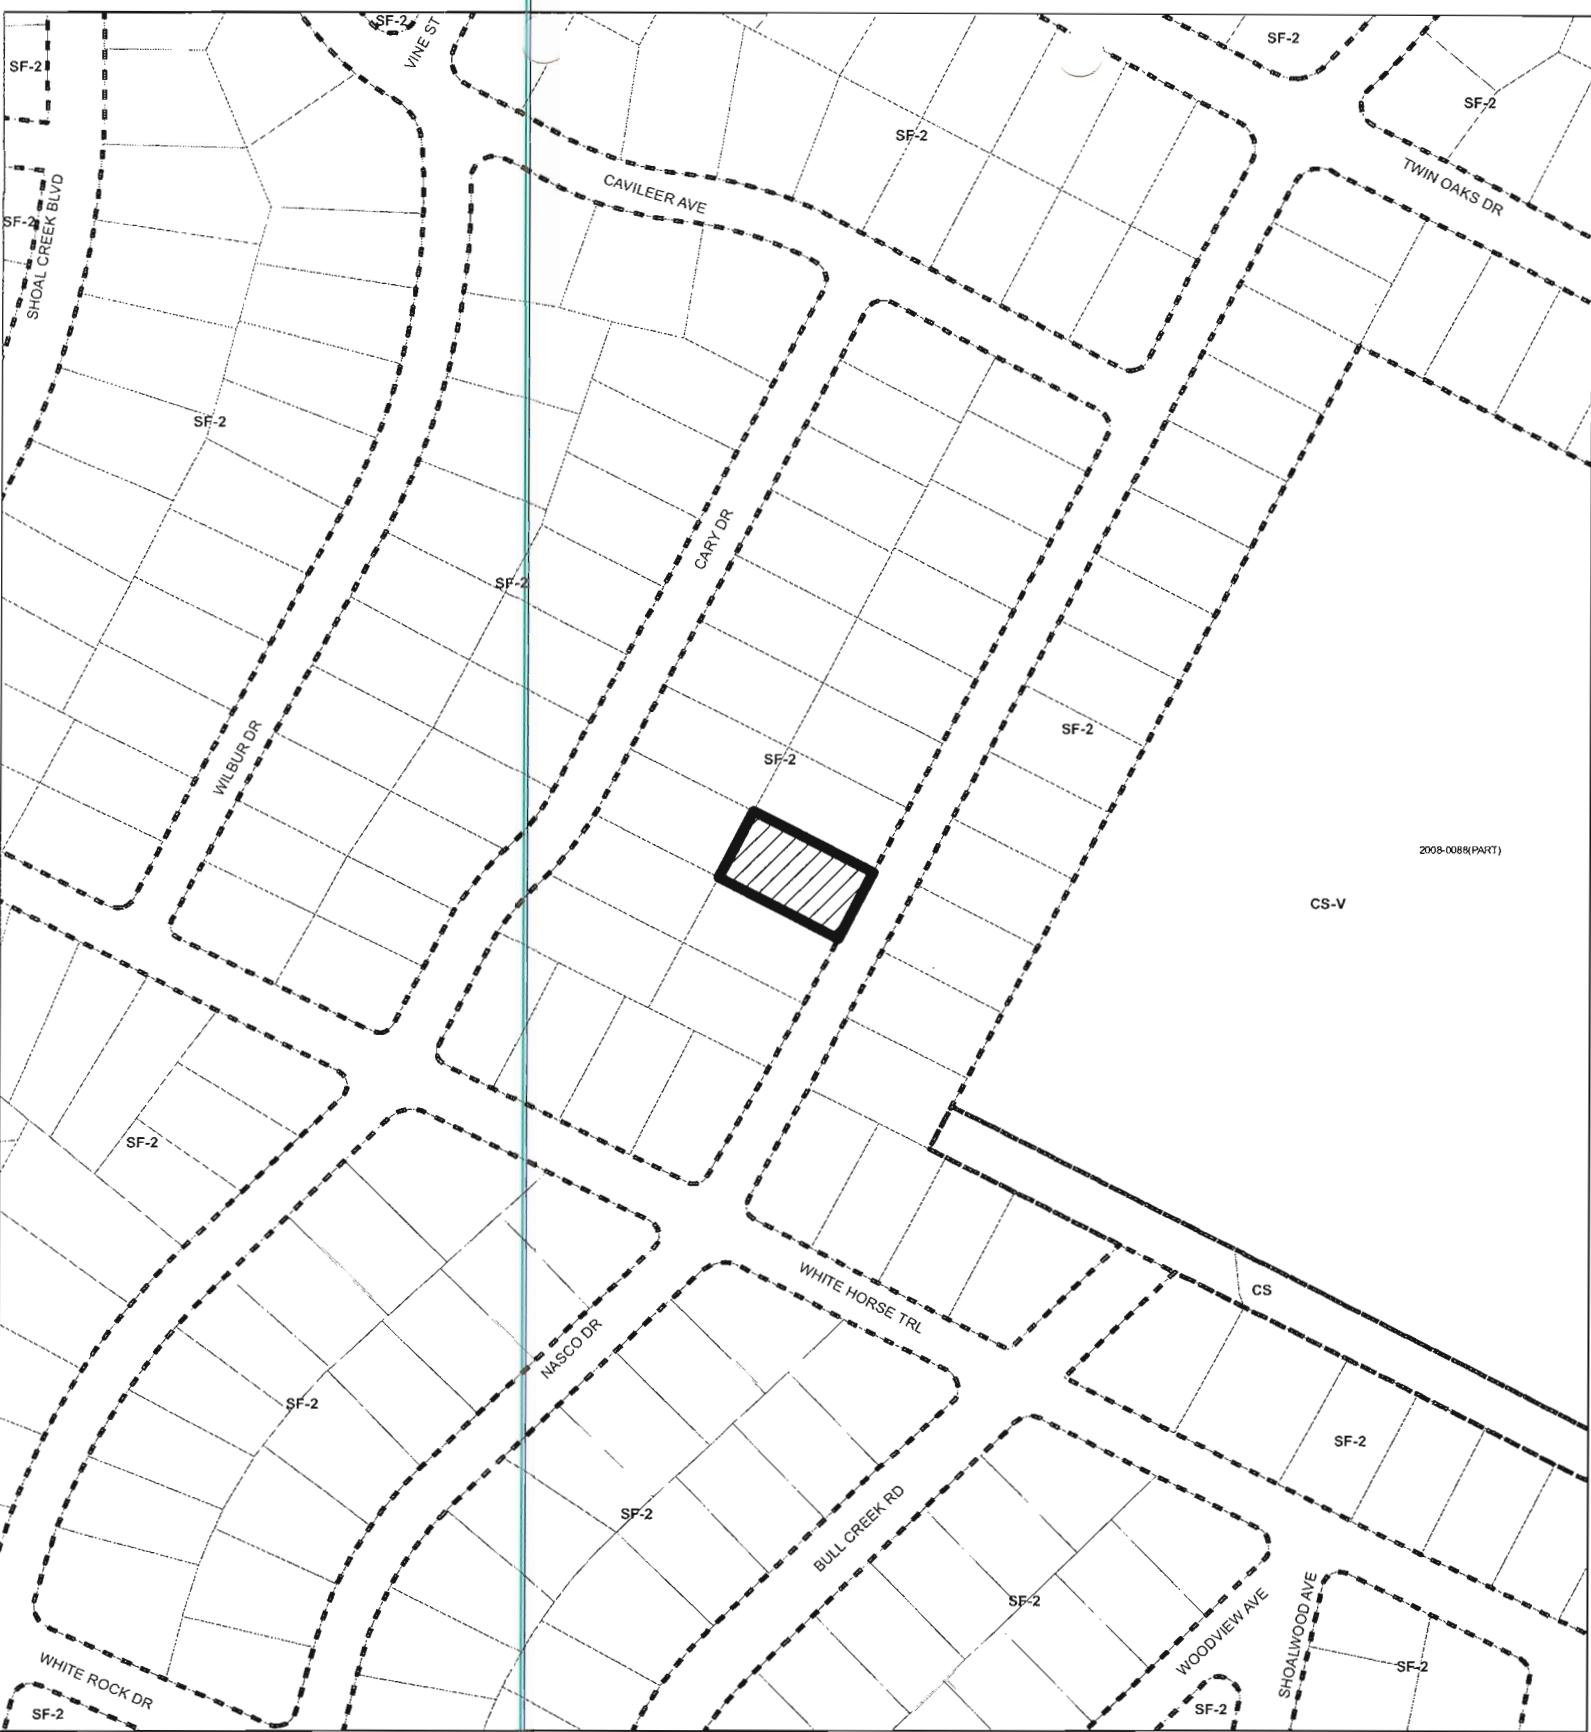 SF-2
VINE ST
SF-2
SF-2
SF-2
SF-2
TWIN OAKS DR
CAVILEER AVE
SF-2
SHOAL CREEK BLVD
SF-2
CARY DR
SF-2
SF-2
WILBUR DR
SF-2
2008-0086(PART)
CS-V
SF-2
CS
WHITE HORSE TRL
NASCO DR
SF-2
SF-2
SF-2
BULL CREEK RD
SF-2
WOODVIEW AVE
SHOALWOOD AVE
SF-2
WHITE ROCK DR
SF-2
SF-2